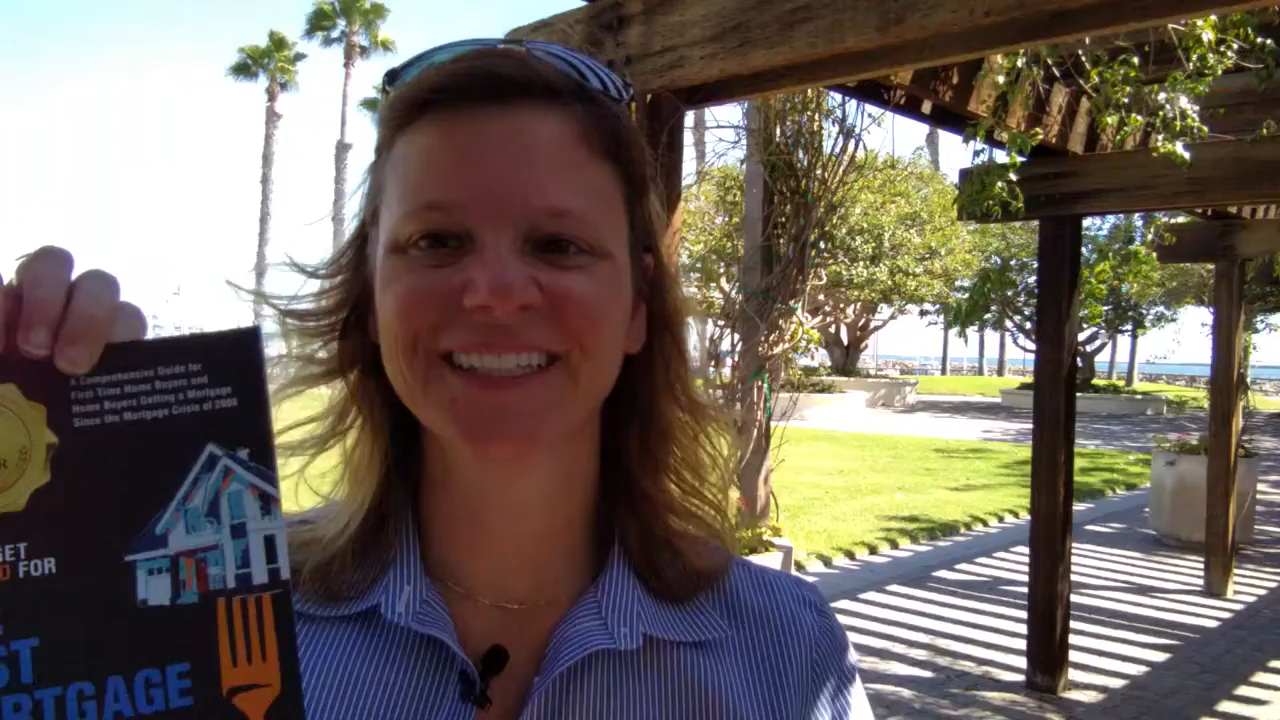 A Comprehensive Guide for
First Time Home Buyers and
Home Buyers Getting a Mortgage
Since the Mortgage Crisis of 2008
R
GET
D FOR
ST
RTGAGE